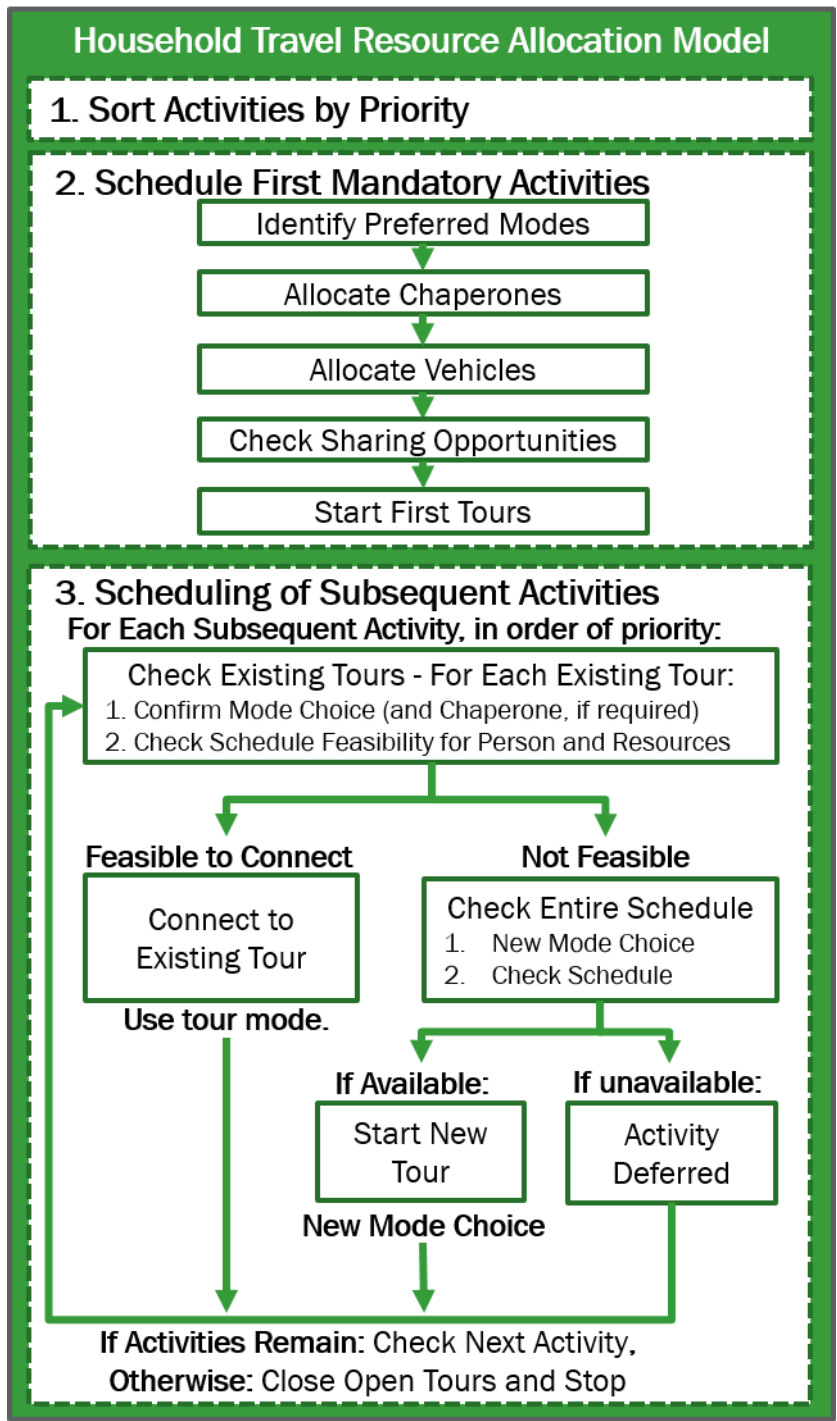 Household Travel Resource Allocation Model
1. Sort Activities by Priority
2. Schedule First Mandatory Activities
Identify Preferred Modes
Allocate Chaperones
Allocate Vehicles
Check Sharing Opportunities
Start First Tours
3. Scheduling of Subsequent Activities
For Each Subsequent Activity, in order of priority:
Check Existing Tours - For Each Existing Tour:
1. Confirm Mode Choice (and Chaperone, if required)
2. Check Schedule Feasibility for Person and Resources
Feasible to Connect
Connect to
Existing Tour
Use tour mode.
Not Feasible
Check Entire Schedule
1. New Mode Choice
2. Check Schedule
If Available:
Start New
Tour
New Mode Choice
If unavailable:
Activity
Deferred
If Activities Remain: Check Next Activity,
Otherwise: Close Open Tours and Stop